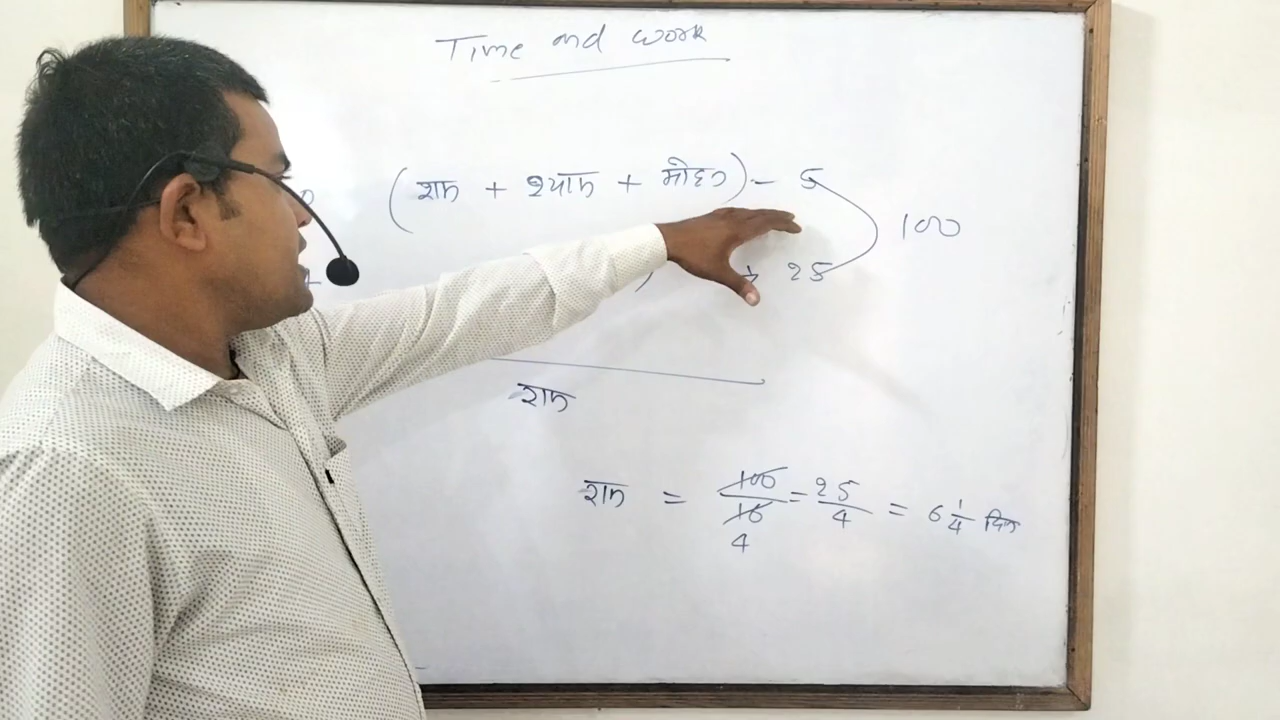 Time and work
(राम + श्याम + मोहन) - 5
100
25
राम
राम = 100/16 = 25/4 = 6 1/4 दिन
4